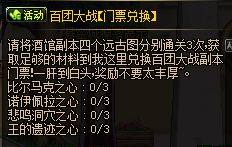 活动 百团大战【门票兑换】
请将酒馆副本四个远古图分别通关3次,获
取足够的材料到我这里兑换百团大战副本
门票!一肝到白头,奖励不要太丰厚~。
比尔马克之心：0/3
诺伊佩拉之心：0/3
悲鸣洞穴之心：0/3
王的遗迹之心：0/3